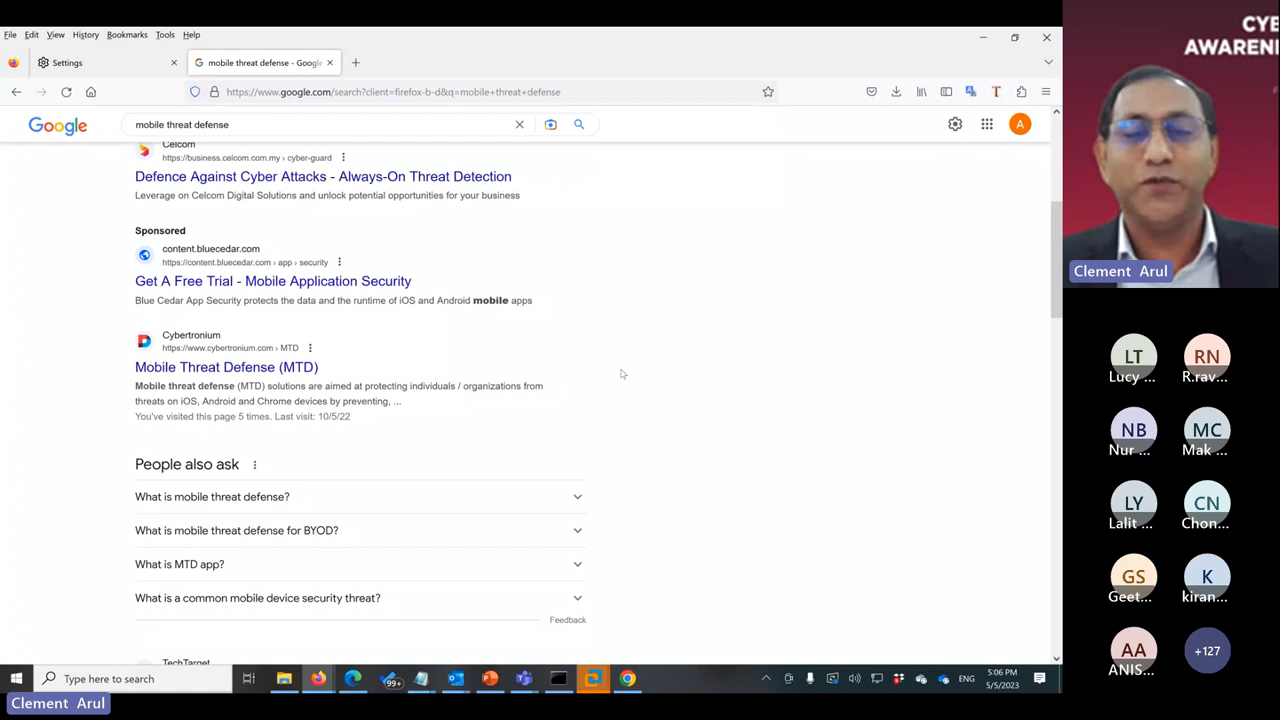 File Edit View History Bookmarks Tools Help
Settings
mobile threat defense - Google
https://www.google.com/search?client=firefox-b-d&q=mobile+threat+defense
Google
mobile threat defense
A
Celcom
https://business.celcom.com.my › cyber-guard
Defence Against Cyber Attacks - Always-On Threat Detection
Leverage on Celcom Digital Solutions and unlock potential opportunities for your business
Sponsored
content.bluecedar.com
https://content.bluecedar.com › app › security
Get A Free Trial - Mobile Application Security
Blue Cedar App Security protects the data and the runtime of iOS and Android mobile apps
Cybertronium
https://www.cybertronium.com › MTD
Mobile Threat Defense (MTD)
Mobile threat defense (MTD) solutions are aimed at protecting individuals / organizations from
threats on iOS, Android and Chrome devices by preventing, ...
You've visited this page 5 times. Last visit: 10/5/22
People also ask
What is mobile threat defense?
What is mobile threat defense for BYOD?
What is MTD app?
What is a common mobile device security threat?
Feedback
TechTarget
Type here to search
99+
ENG
5:06 PM
5/5/2023
Clement Arul
CYB
AWARENE
Clement Arul
LT
Lucy ...
RN
R.rav...
NB
Nur ...
MC
Mak ...
LY
Lalit ...
CN
Chon...
GS
Geet...
K
kiran...
AA
ANIS...
+127